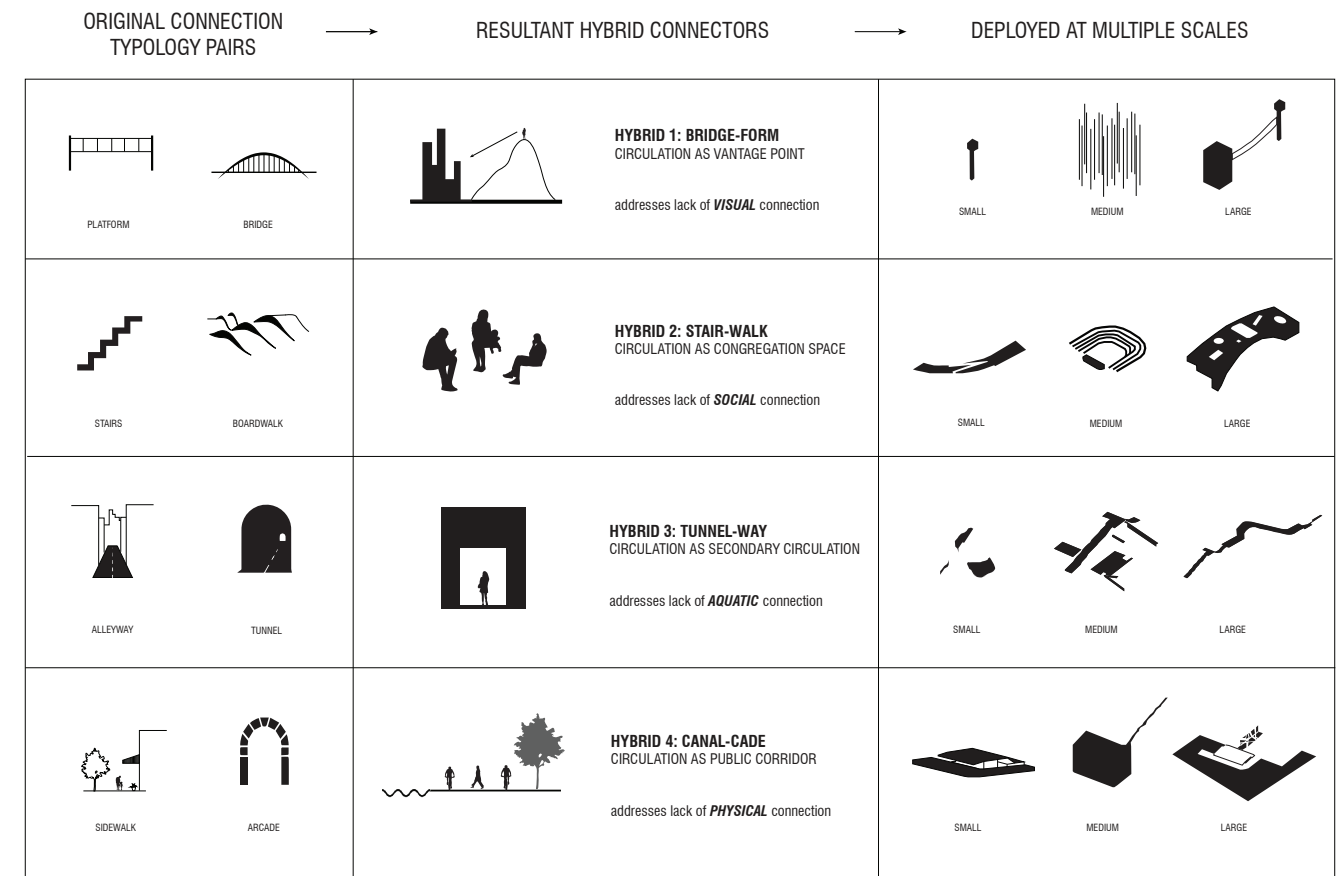 ORIGINAL CONNECTION
TYPOLOGY PAIRS
RESULTANT HYBRID CONNECTORS
DEPLOYED AT MULTIPLE SCALES
PLATFORM
BRIDGE
HYBRID 1: BRIDGE-FORM
CIRCULATION AS VANTAGE POINT
addresses lack of VISUAL connection
SMALL
MEDIUM
LARGE
STAIRS
BOARDWALK
HYBRID 2: STAIR-WALK
CIRCULATION AS CONGREGATION SPACE
addresses lack of SOCIAL connection
SMALL
MEDIUM
LARGE
ALLEYWAY
TUNNEL
HYBRID 3: TUNNEL-WAY
CIRCULATION AS SECONDARY CIRCULATION
addresses lack of AQUATIC connection
SMALL
MEDIUM
LARGE
SIDEWALK
ARCADE
HYBRID 4: CANAL-CADE
CIRCULATION AS PUBLIC CORRIDOR
addresses lack of PHYSICAL connection
SMALL
MEDIUM
LARGE